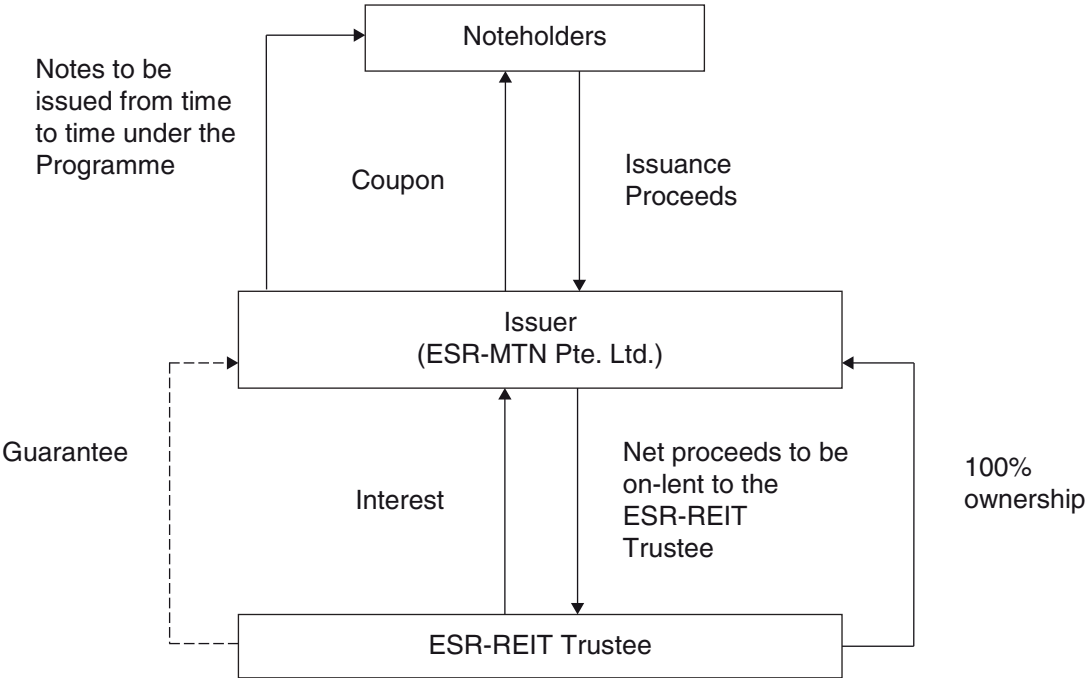 Noteholders
Notes to be
issued from time
to time under the
Programme
Coupon
Issuance
Proceeds
Issuer
(ESR-MTN Pte. Ltd.)
Guarantee
Interest
Net proceeds to be
on-lent to the
ESR-REIT
Trustee
100%
ownership
ESR-REIT Trustee